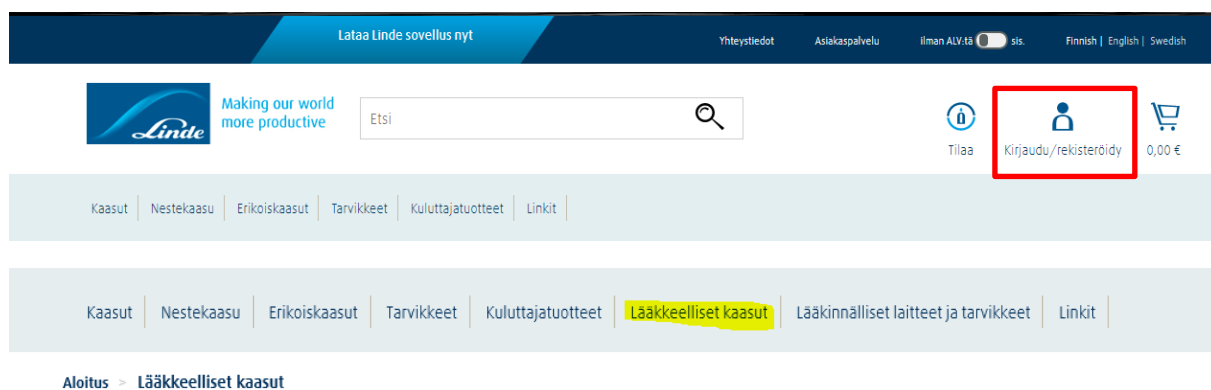 Lataa Linde sovellus nyt
Yhteystiedot Asiakaspalvelu ilman ALV:tä sis. Finnish | English | Swedish
Linde
Making our world
more productive
Etsi
Tilaa Kirjaudu/rekisteröidy 0,00 €
Kaasut Nestekaasu Erikoiskaasut Tarvikkeet Kuluttajatuotteet Linkit
Kaasut Nestekaasu Erikoiskaasut Tarvikkeet Kuluttajatuotteet Lääkkeelliset kaasut Lääkinnälliset laitteet ja tarvikkeet Linkit
Aloitus > Lääkkeelliset kaasut